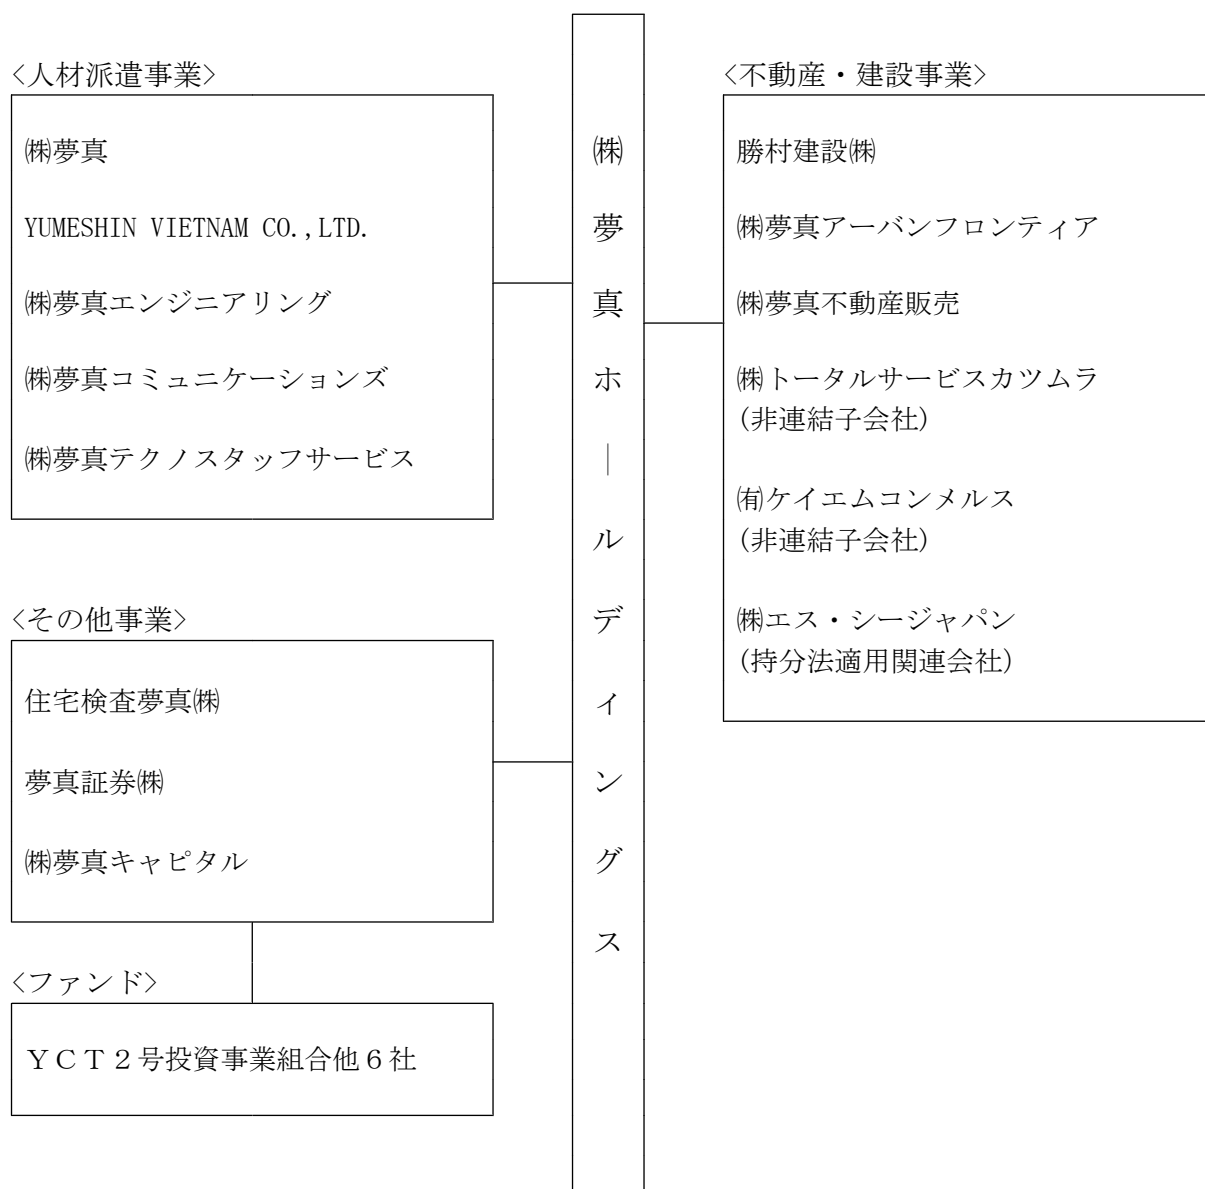 <人材派遣事業>
㈱夢真
YUMESHIN VIETNAM CO.,LTD.
㈱夢真エンジニアリング
㈱夢真コミュニケーションズ
㈱夢真テクノスタッフサービス
<その他事業>
住宅検査夢真㈱
夢真証券㈱
㈱夢真キャピタル
<ファンド>
ＹＣＴ２号投資事業組合他６社
㈱夢真ホールディングス
<不動産・建設事業>
勝村建設㈱
㈱夢真アーバンフロンティア
㈱夢真不動産販売
㈱トータルサービスカツムラ
(非連結子会社)
㈲ケイエムコンメルス
(非連結子会社)
㈱エス・シージャパン
(持分法適用関連会社)